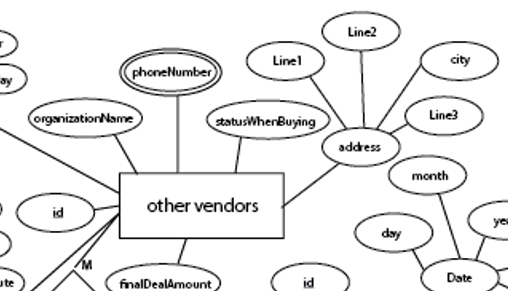 Line2
Line1
city
phoneNumber
organizationName
statusWhenBuying
Line3
address
month
other vendors
id
day
M
finalDealAmount
id
Date